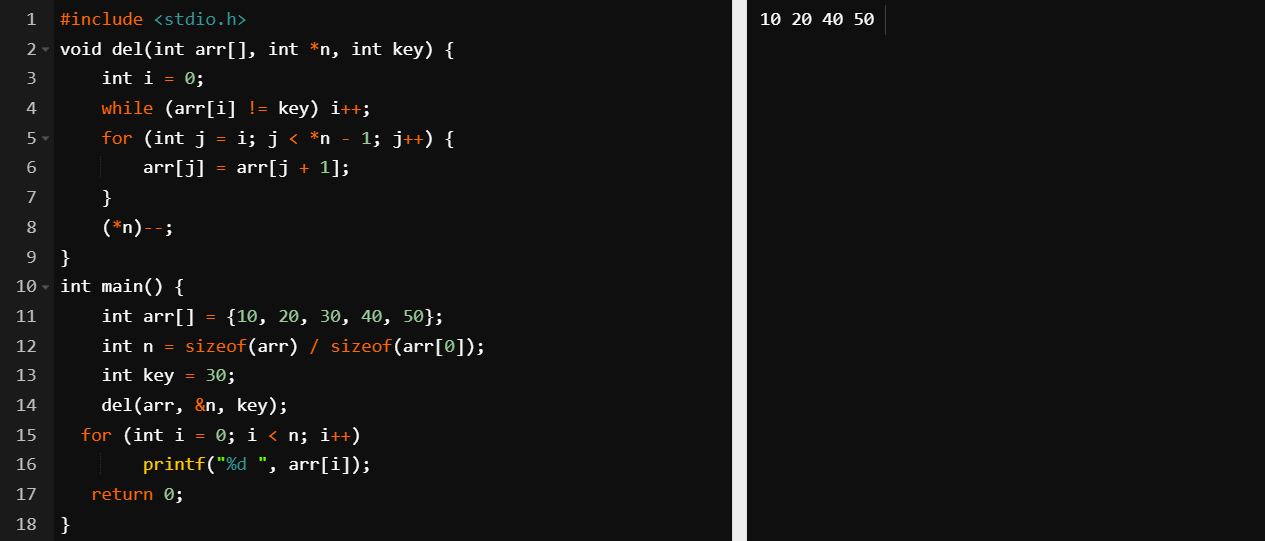 1 #include <stdio.h>
2 void del(int arr[], int *n, int key) {
3     int i = 0;
4     while (arr[i] != key) i++;
5     for (int j = i; j < *n - 1; j++) {
6         arr[j] = arr[j + 1];
7     }
8     (*n)--;
9 }
10 int main() {
11     int arr[] = {10, 20, 30, 40, 50};
12     int n = sizeof(arr) / sizeof(arr[0]);
13     int key = 30;
14     del(arr, &n, key);
15   for (int i = 0; i < n; i++)
16         printf("%d ", arr[i]);
17    return 0;
18 }
10 20 40 50